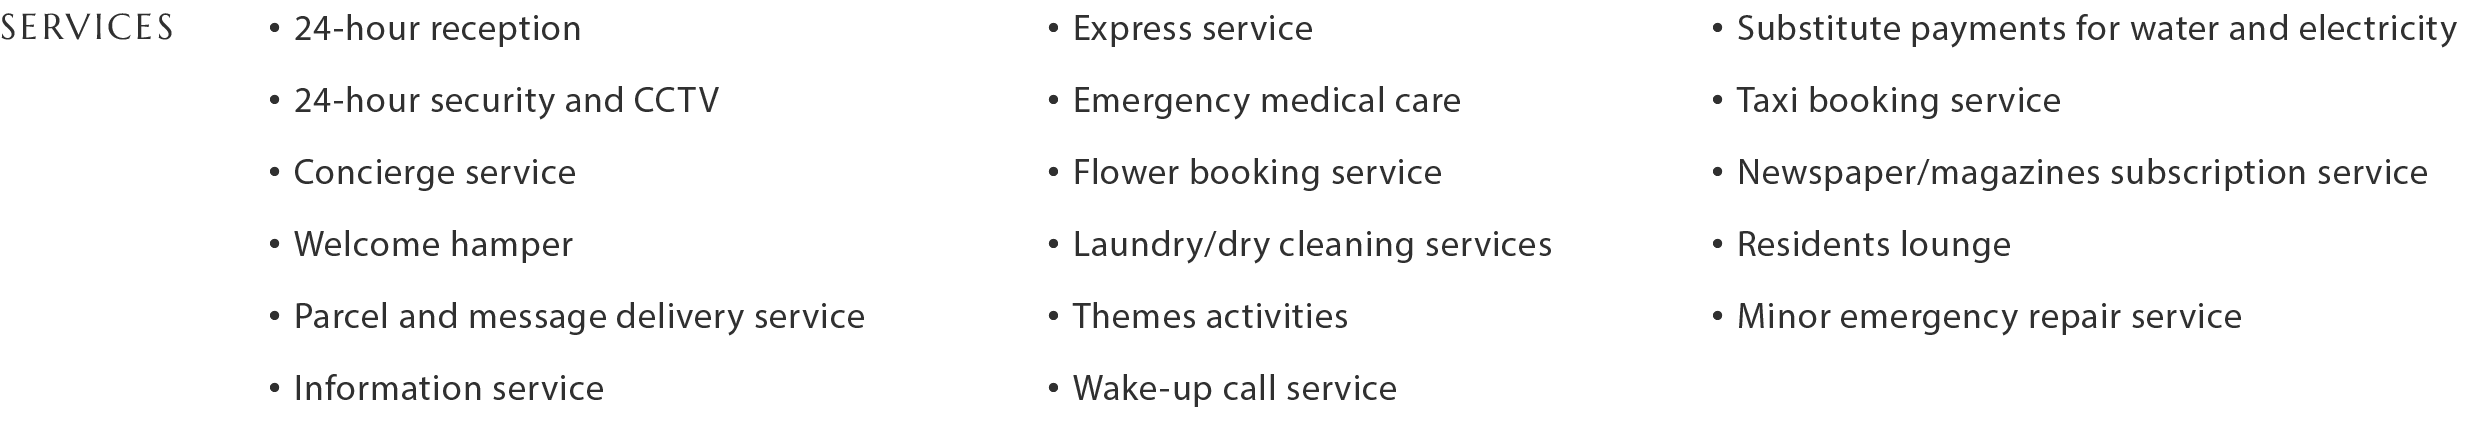 SERVICES
• 24-hour reception
• 24-hour security and CCTV
• Concierge service
• Welcome hamper
• Parcel and message delivery service
• Information service
• Express service
• Emergency medical care
• Flower booking service
• Laundry/dry cleaning services
• Themes activities
• Wake-up call service
• Substitute payments for water and electricity
• Taxi booking service
• Newspaper/magazines subscription service
• Residents lounge
• Minor emergency repair service